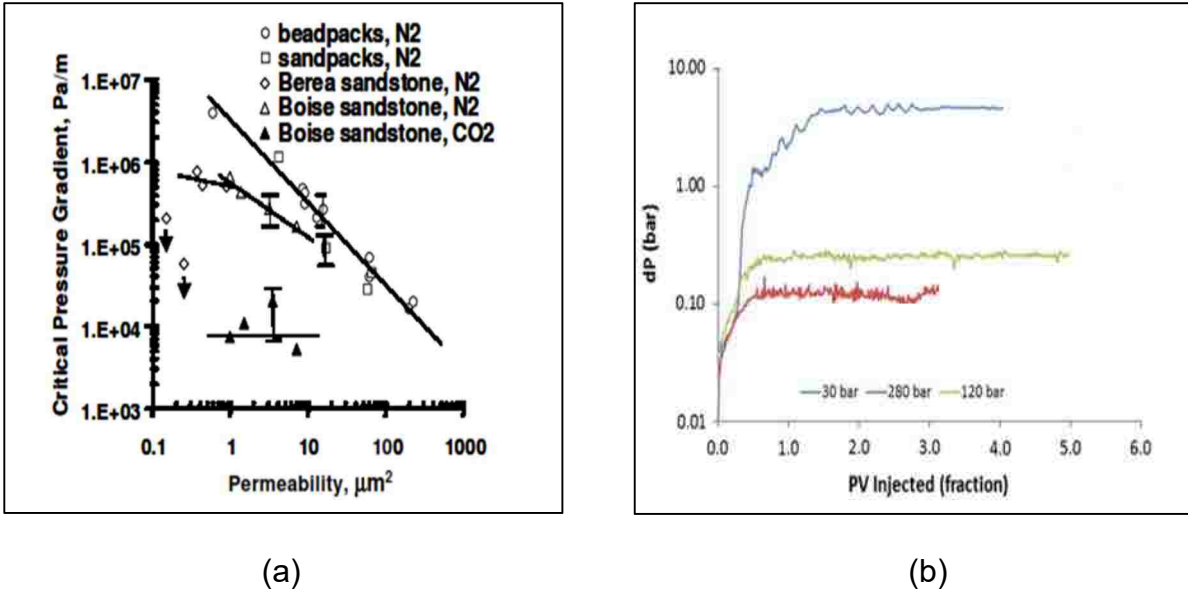 beadpacks, N2
sandpacks, N2
Berea sandstone, N2
Boise sandstone, N2
Boise sandstone, CO2
Critical Pressure Gradient, Pa/m
1.E+07
1.E+06
1.E+05
1.E+04
1.E+03
0.1 1 10 100 1000
Permeability, μm²
10.00
1.00
0.10
0.01
dP (bar)
30 bar 280 bar 120 bar
0.0 1.0 2.0 3.0 4.0 5.0 6.0
PV Injected (fraction)
(a) (b)